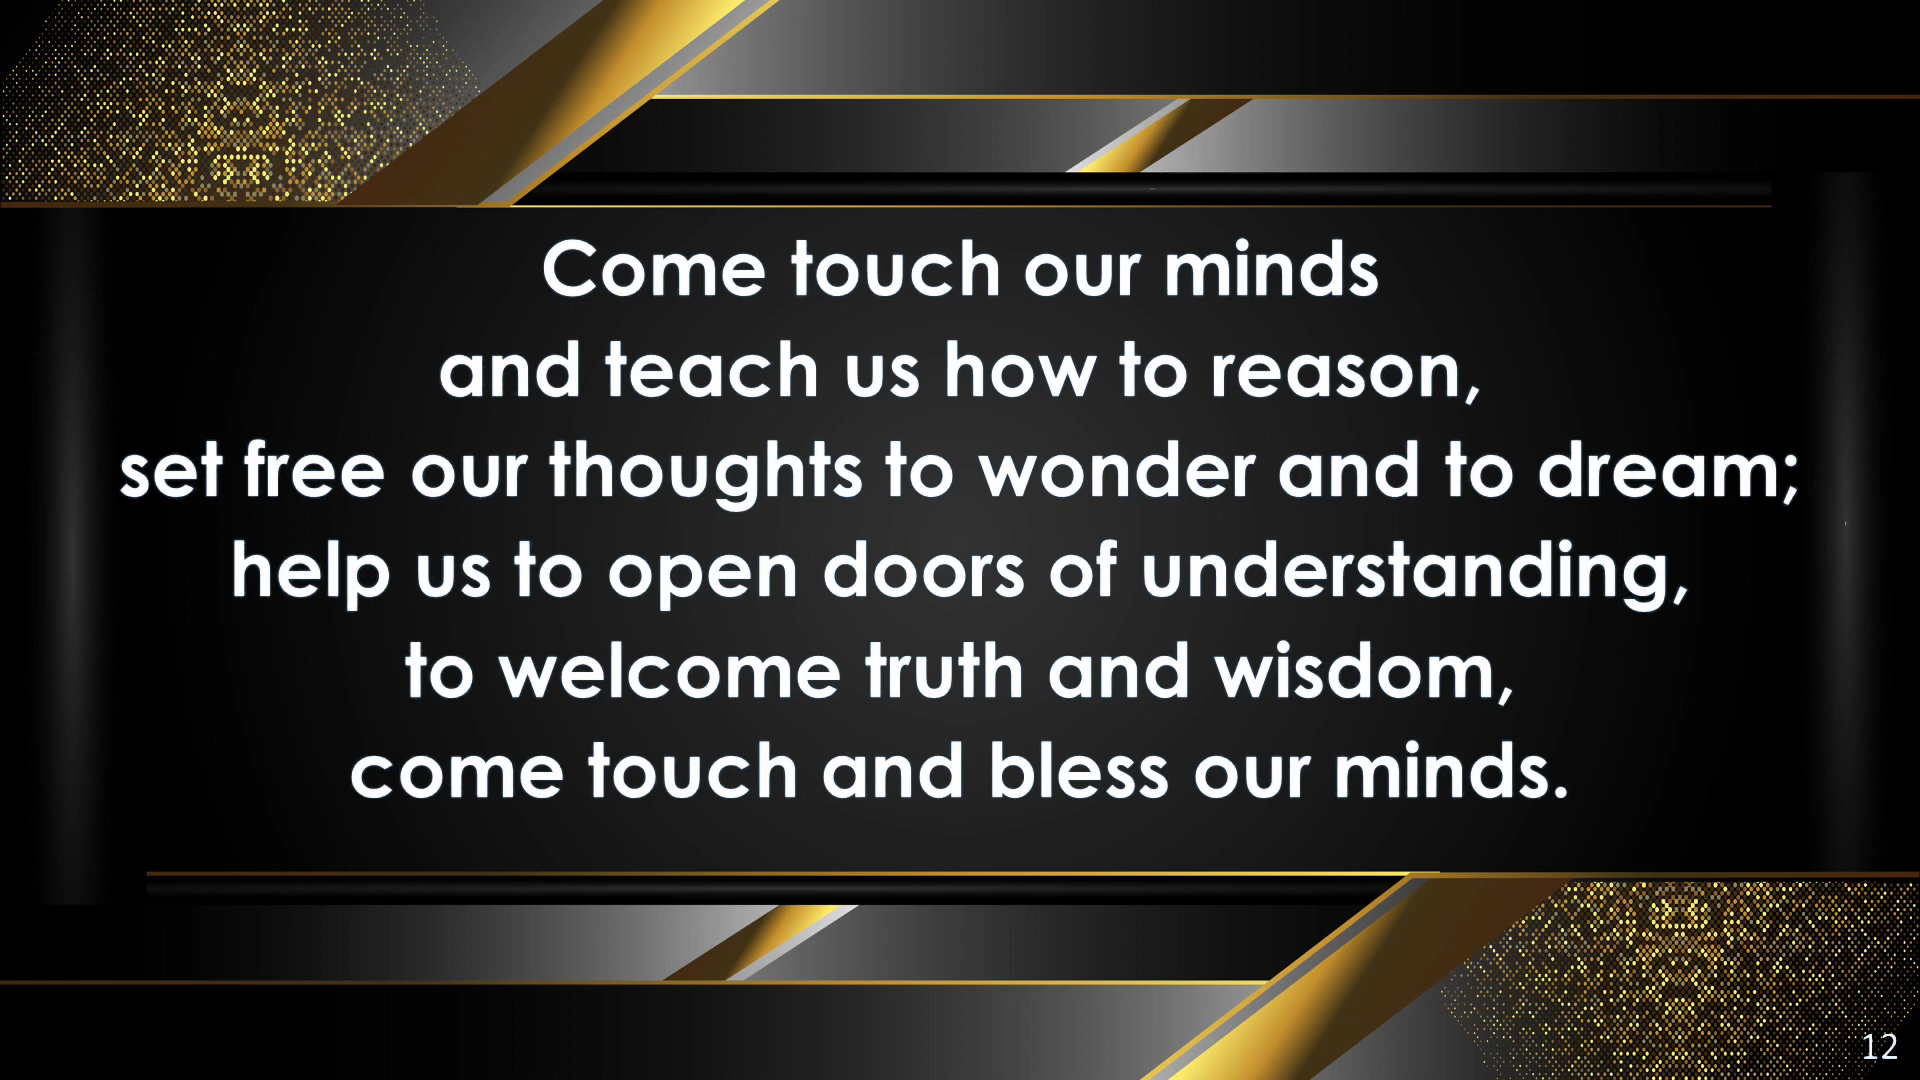 Come touch our minds
and teach us how to reason,
set free our thoughts to wonder and to dream;
help us to open doors of understanding,
to welcome truth and wisdom,
come touch and bless our minds.
12